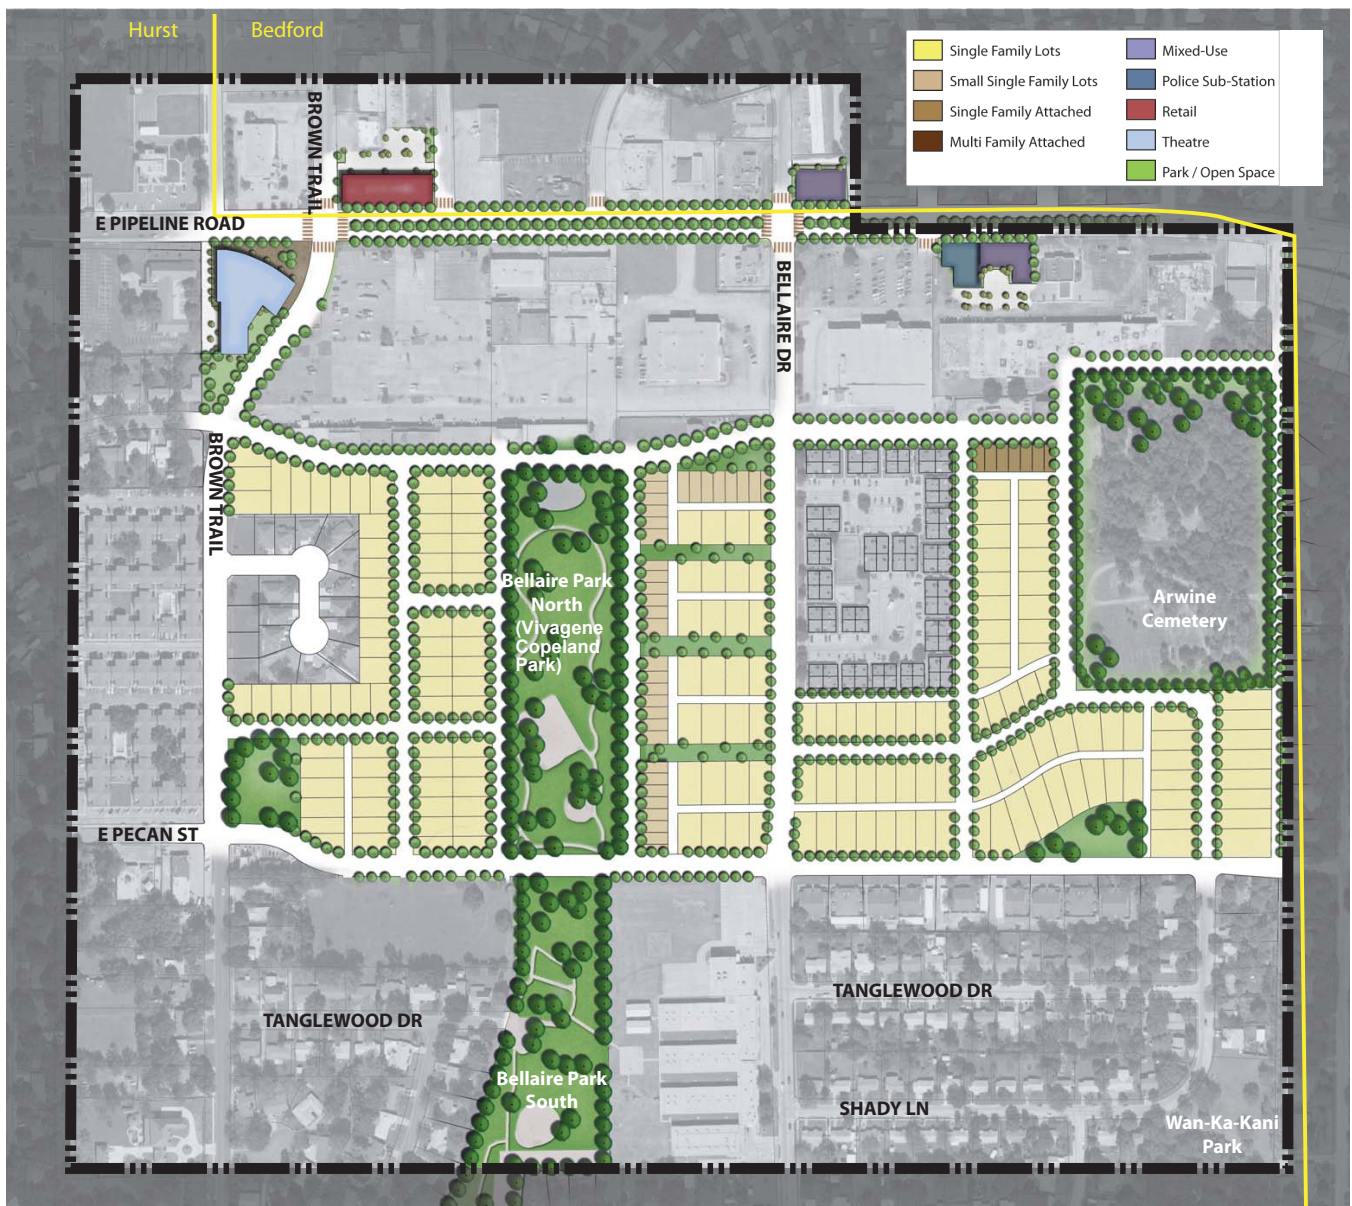 Hurst
Bedford
Single Family Lots
Small Single Family Lots
Single Family Attached
Multi Family Attached
Mixed-Use
Police Sub-Station
Retail
Theatre
Park / Open Space
BROWN TRAIL
E PIPELINE ROAD
BELLAIRE DR
BROWN TRAIL
Bellaire Park
North
(Vivagene
Copeland
Park)
Arwine
Cemetery
E PECAN ST
TANGLEWOOD DR
TANGLEWOOD DR
Bellaire Park
South
SHADY LN
Wan-Ka-Kani
Park